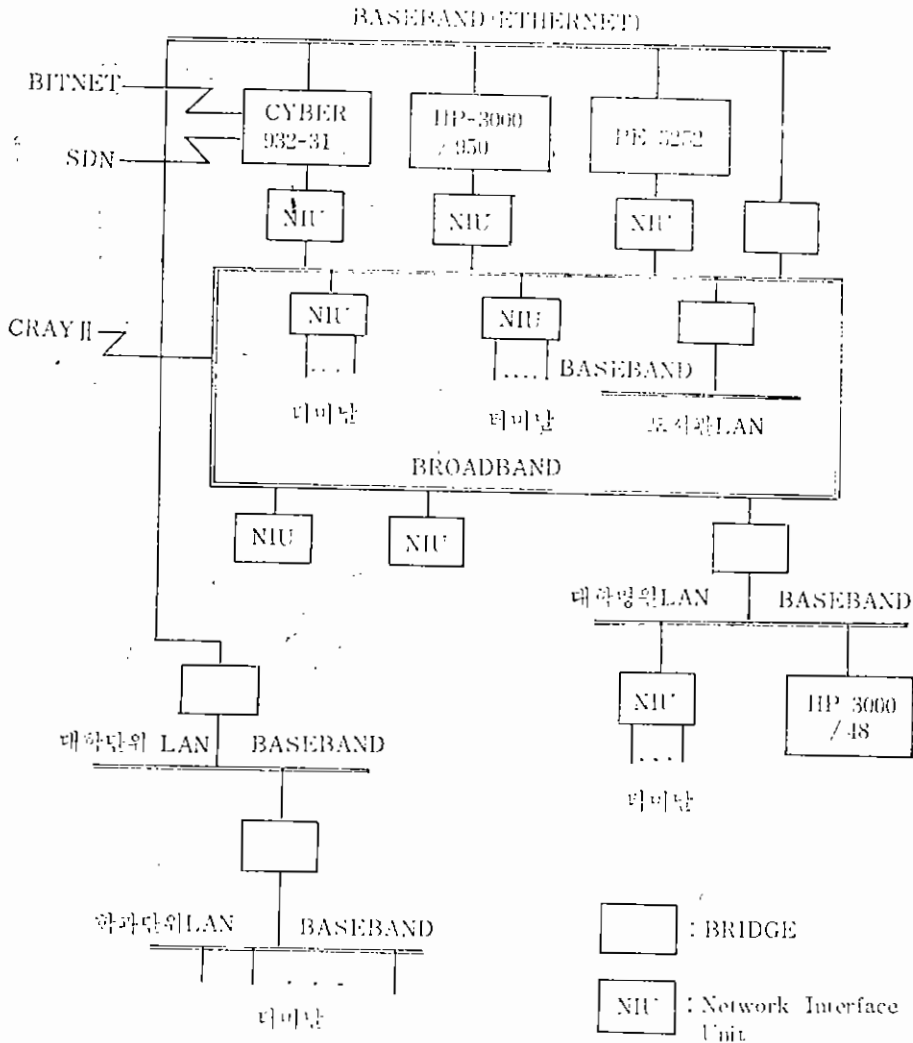 BASEBAND (ETHERNET)
BITNET
SDN
CYBER
932-31
HP-3000
/ 950
PE 3252
NIU
NIU
NIU
CRAY II
NIU
NIU
BASEBAND
터미날
터미날
도서관LAN
BROADBAND
NIU
NIU
대학병원LAN
BASEBAND
NIU
HP 3000
/ 48
터미날
대학단위 LAN
BASEBAND
학과단위LAN
BASEBAND
터미날
: BRIDGE
NIU
: Network Interface
Unit